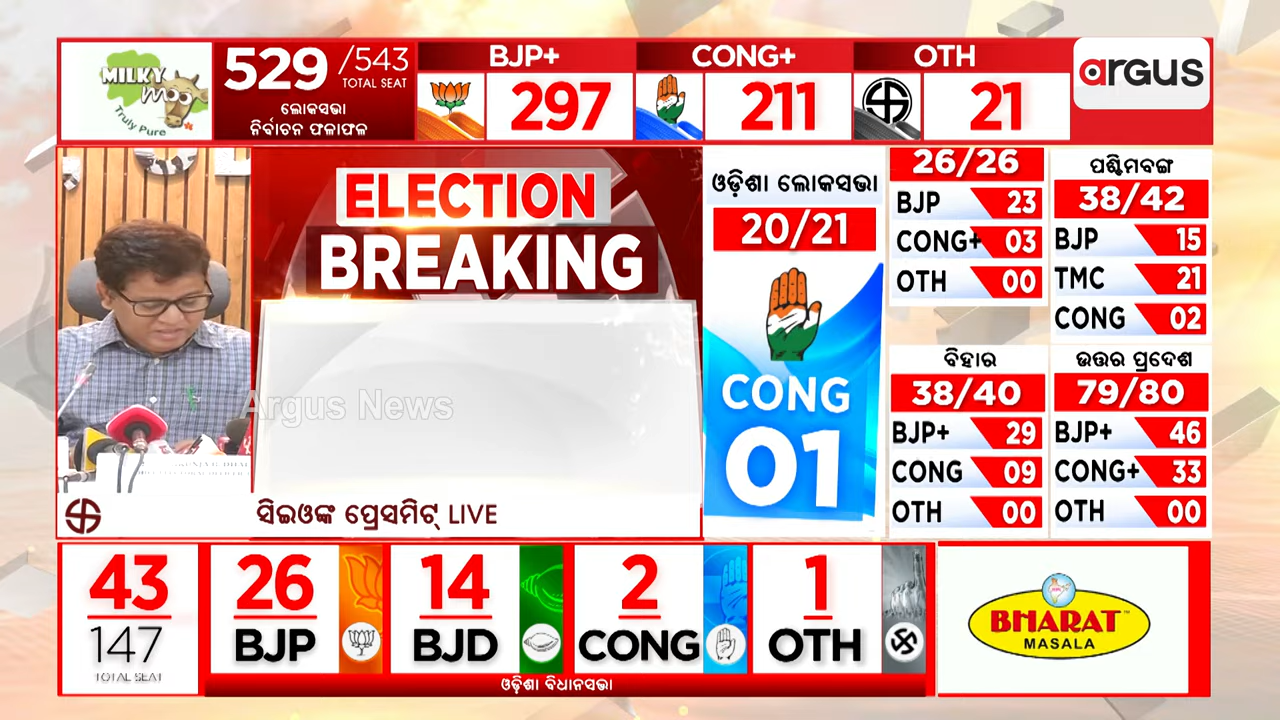 MILKY
moo
Truly Pure
529 /543
TOTAL SEAT
ଲୋକସଭା
ନିର୍ବାଚନ ଫଳାଫଳ
BJP+
297
CONG+
211
OTH
21
argus
ELECTION
BREAKING
Argus News
ସିଇଓଙ୍କ ପ୍ରେସମିଟ୍ LIVE
ଓଡ଼ିଶା ଲୋକସଭା
20/21
CONG
01
26/26
BJP 23
CONG+ 03
OTH 00
ପଶ୍ଚିମବଙ୍ଗ
38/42
BJP 15
TMC 21
CONG 02
ବିହାର
38/40
BJP+ 29
CONG 09
OTH 00
ଉତ୍ତର ପ୍ରଦେଶ
79/80
BJP+ 46
CONG+ 33
OTH 00
43
147
TOTAL SEAT
26
BJP
14
BJD
2
CONG
1
OTH
ଓଡ଼ିଶା ବିଧାନସଭା
BHARAT
MASALA